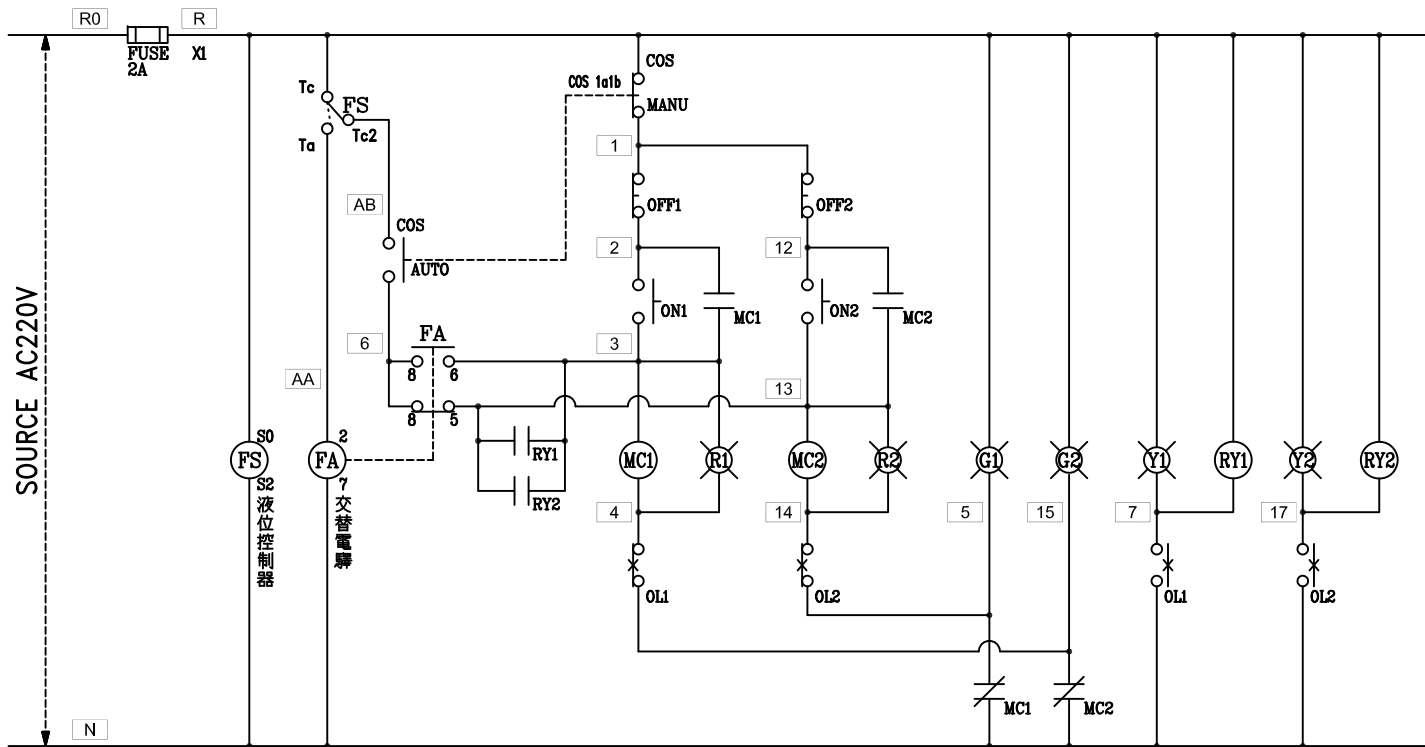 R0
R
FUSE
2A
X1
Tc
FS
Tc2
Ta
COS 1a1b
COS
MANU
1
OFF1
OFF2
AB
COS
AUTO
2
12
ON1
MC1
ON2
MC2
SOURCE AC220V
6
FA
8
6
3
AA
8
5
13
S0
FS
S2
液位控制器
2
FA
7
交替電驛
RY1
RY2
MC1
R1
MC2
R2
G1
G2
Y1
RY1
Y2
RY2
4
14
5
15
7
17
OL1
OL2
OL1
OL2
MC1
MC2
N